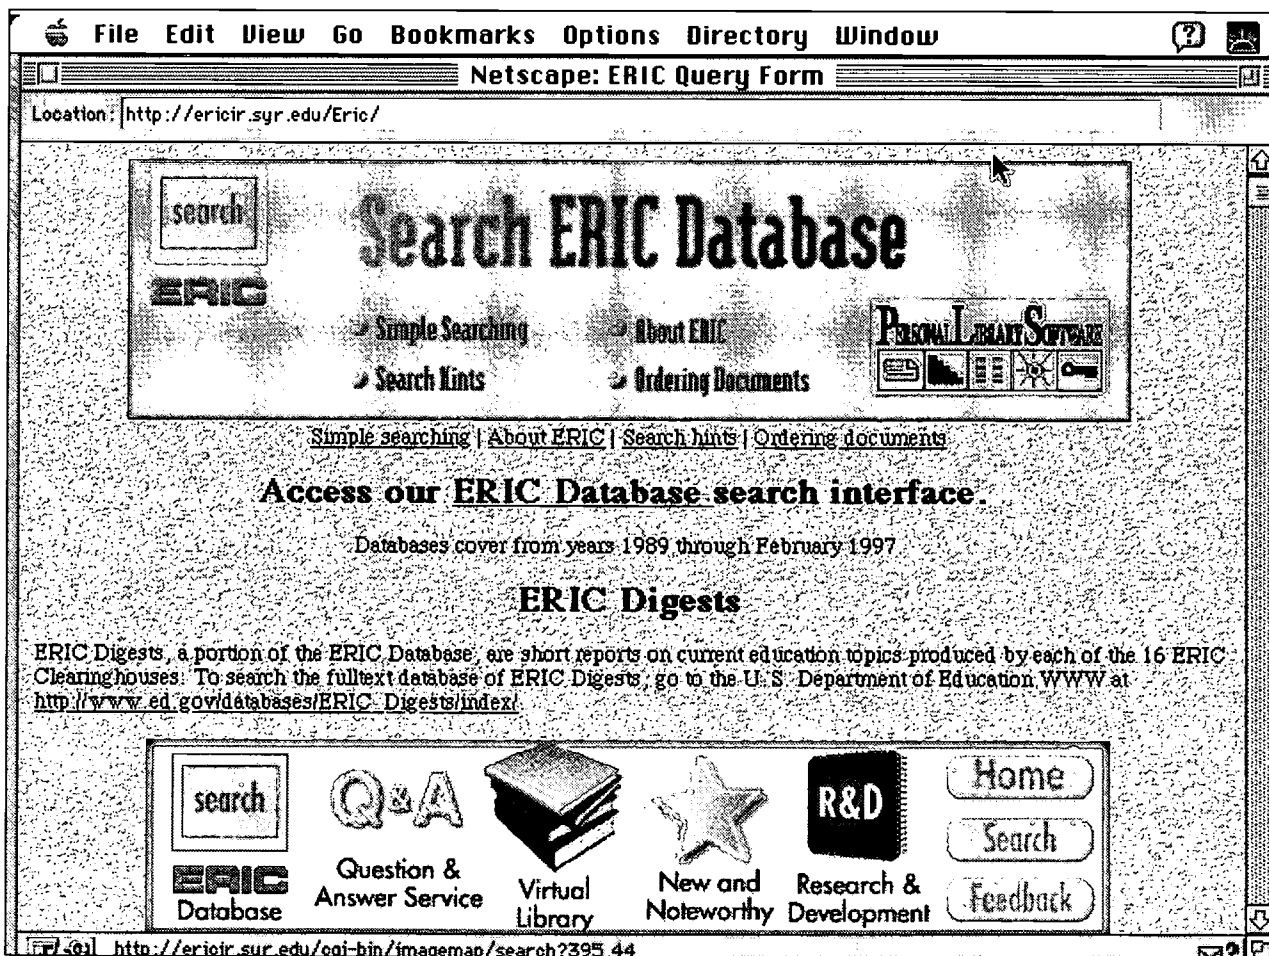 File Edit View Go Bookmarks Options Directory Window
Netscape: ERIC Query Form
Location: http://ericir.syr.edu/Eric/
search
ERIC
Search ERIC Database
Simple Searching
About ERIC
Search Hints
Ordering Documents
PERSONAL LIBRARY SOFTWARE
Simple searching | About ERIC | Search hints | Ordering documents
Access our ERIC Database search interface.
Databases cover from years 1989 through February 1997
ERIC Digests
ERIC Digests, a portion of the ERIC Database, are short reports on current education topics produced by each of the 16 ERIC
Clearinghouses. To search the fulltext database of ERIC Digests, go to the U.S. Department of Education WWW at
http://www.ed.gov/databases/ERIC_Digests/index/.
search
ERIC
Database
Q&A
Question &
Answer Service
Virtual
Library
New and
Noteworthy
R&D
Research &
Development
Home
Search
Feedback
http://ericir.syr.edu/cgi-bin/imagemap/search?395,44